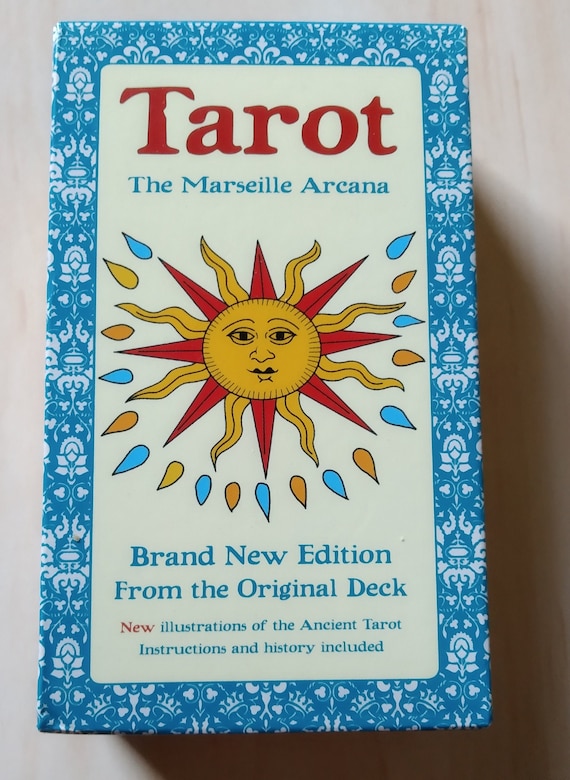 Tarot
The Marseille Arcana
Brand New Edition
From the Original Deck
New illustrations of the Ancient Tarot
Instructions and history included